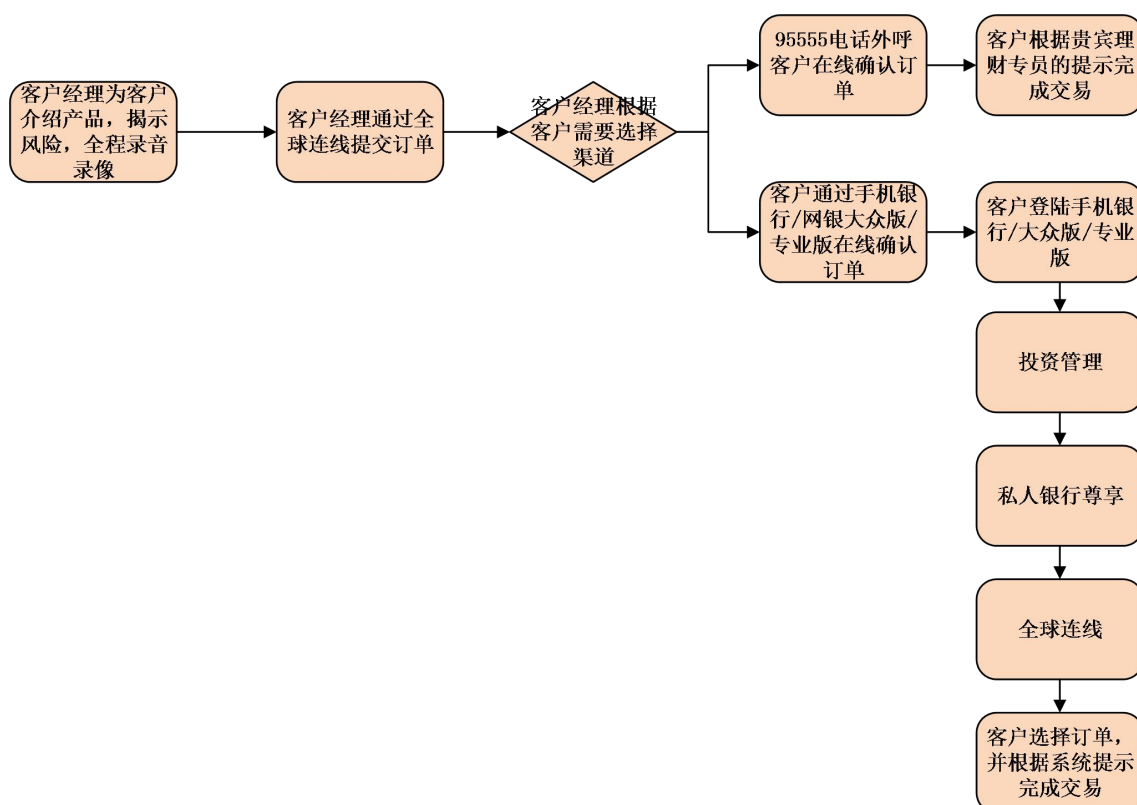 客户经理为客户
介绍产品，揭示
风险，全程录音
录像
客户经理通过全
球连线提交订单
客户经理根据
客户需要选择
渠道
95555电话外呼
客户在线确认订
单
客户根据贵宾理
财专员的提示完
成交易
客户通过手机银
行/网银大众版/
专业版在线确认
订单
客户登陆手机银
行/大众版/专业
版
投资管理
私人银行尊享
全球连线
客户选择订单，
并根据系统提示
完成交易